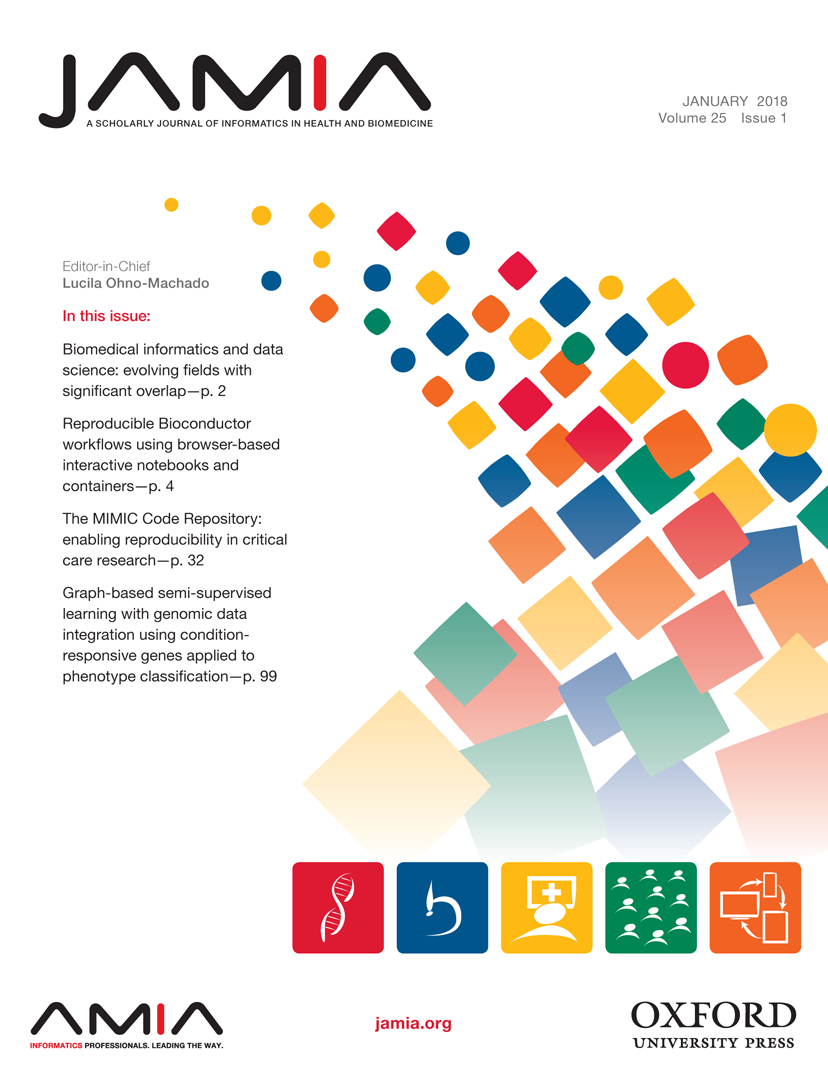 JAMIA
A SCHOLARLY JOURNAL OF INFORMATICS IN HEALTH AND BIOMEDICINE
JANUARY 2018
Volume 25 Issue 1
Editor-in-Chief
Lucila Ohno-Machado
In this issue:
Biomedical informatics and data
science: evolving fields with
significant overlap—p. 2
Reproducible Bioconductor
workflows using browser-based
interactive notebooks and
containers—p. 4
The MIMIC Code Repository:
enabling reproducibility in critical
care research—p. 32
Graph-based semi-supervised
learning with genomic data
integration using condition-
responsive genes applied to
phenotype classification—p. 99
AMIA
INFORMATICS PROFESSIONALS. LEADING THE WAY.
jamia.org
OXFORD
UNIVERSITY PRESS